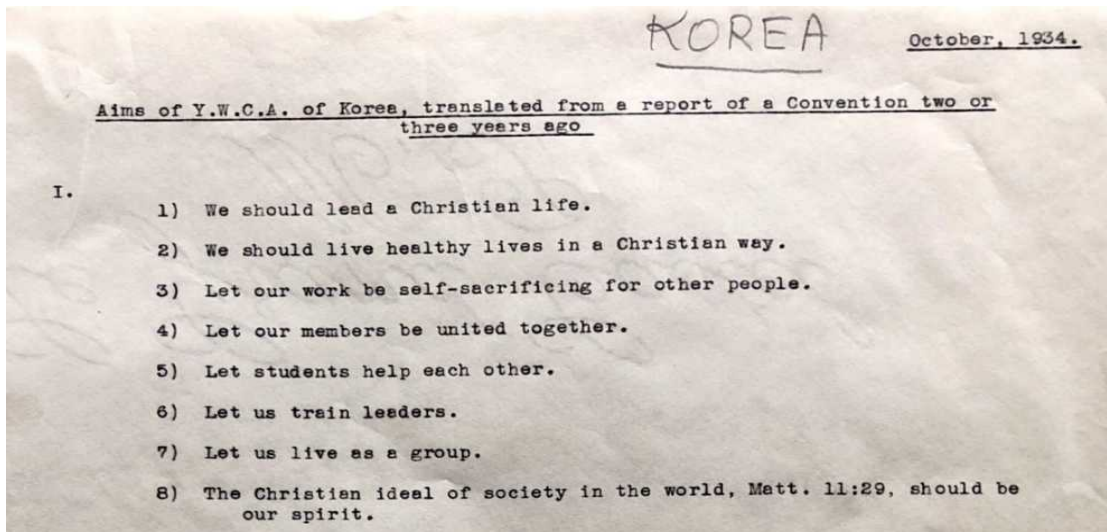 KOREA
October, 1934.
Aims of Y.W.C.A. of Korea, translated from a report of a Convention two or
three years ago
I.
1) We should lead a Christian life.
2) We should live healthy lives in a Christian way.
3) Let our work be self-sacrificing for other people.
4) Let our members be united together.
5) Let students help each other.
6) Let us train leaders.
7) Let us live as a group.
8) The Christian ideal of society in the world, Matt. 11:29, should be
our spirit.